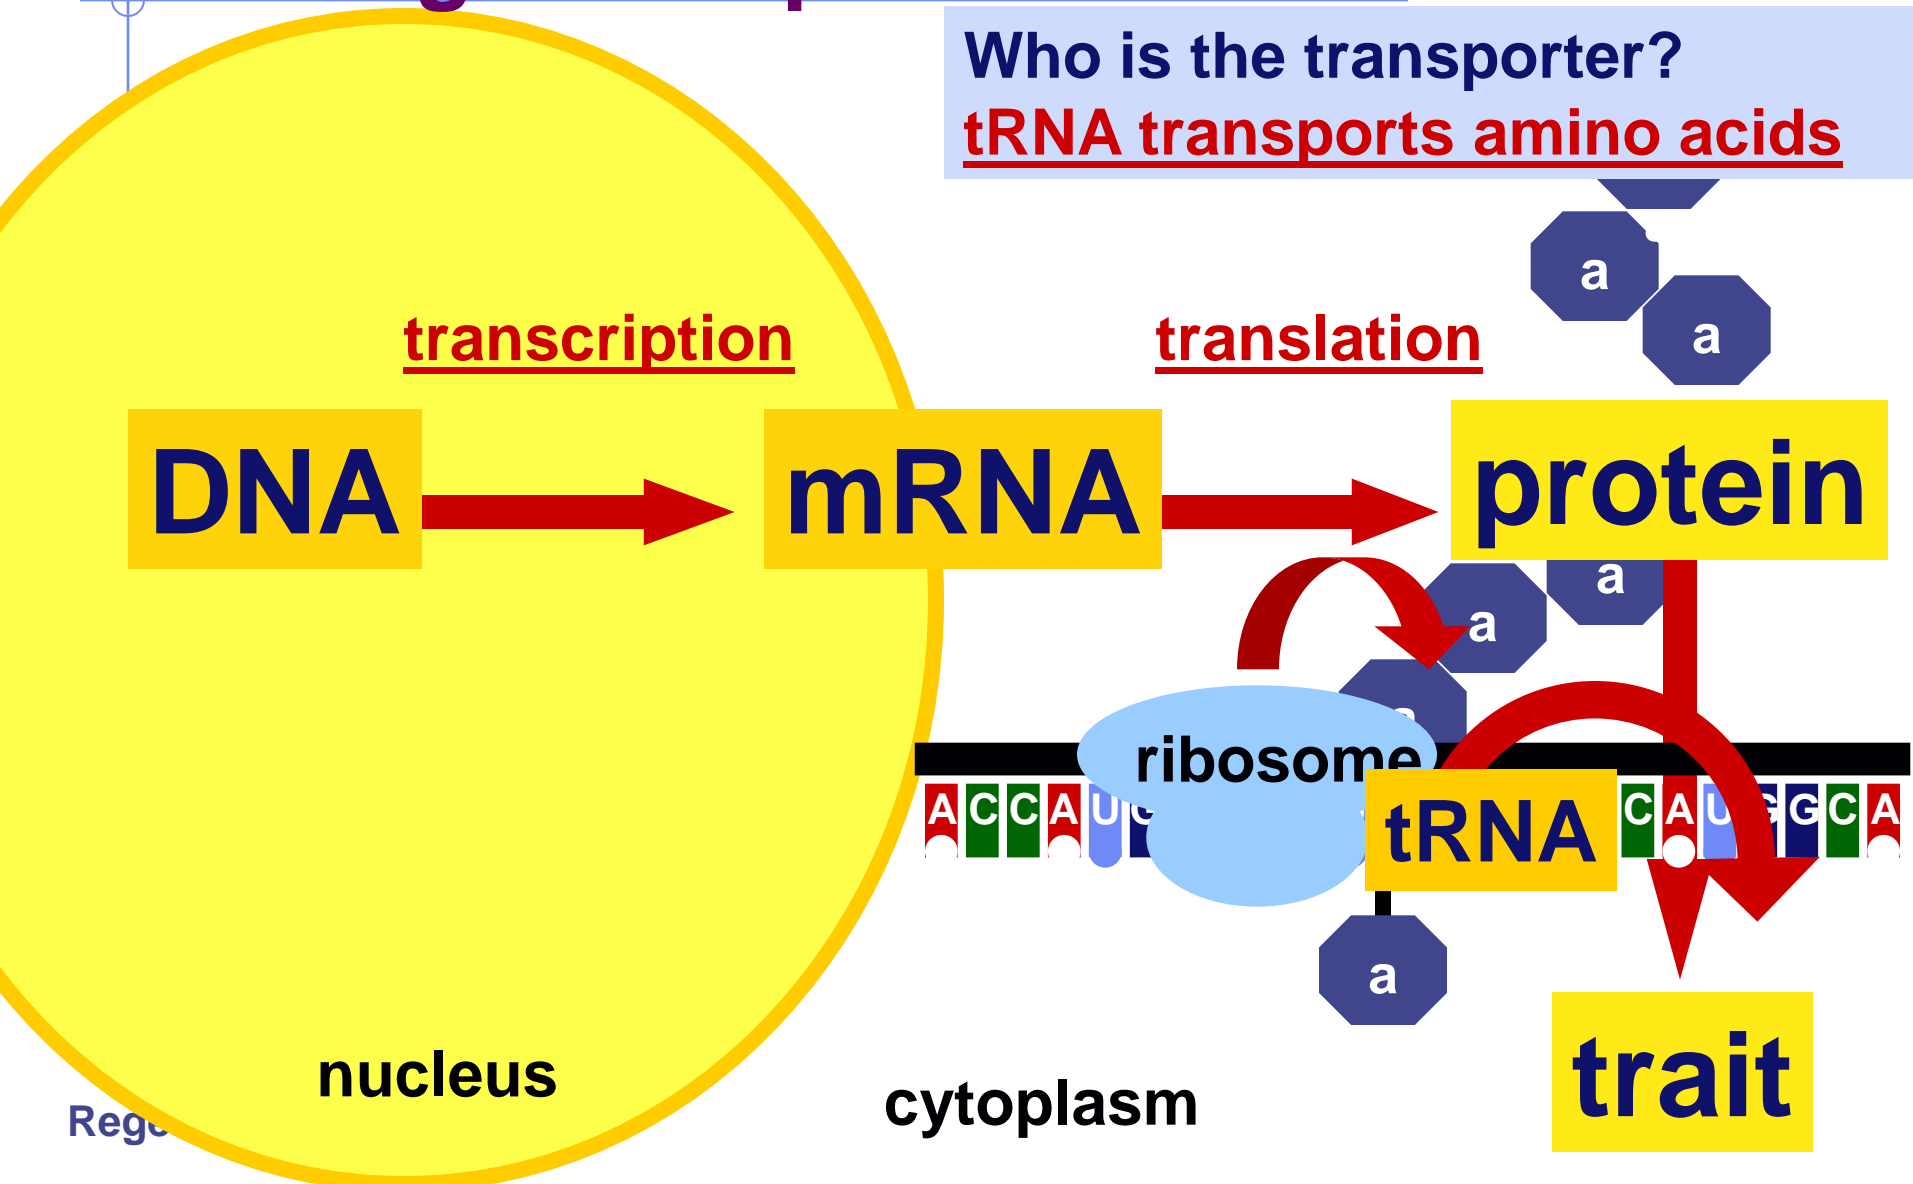 Who is the transporter?
tRNA transports amino acids
a
a
transcription
translation
DNA
mRNA
protein
a
a
a
ribosome
A C C A U G
tRNA
C A U G G C A
a
nucleus
cytoplasm
trait